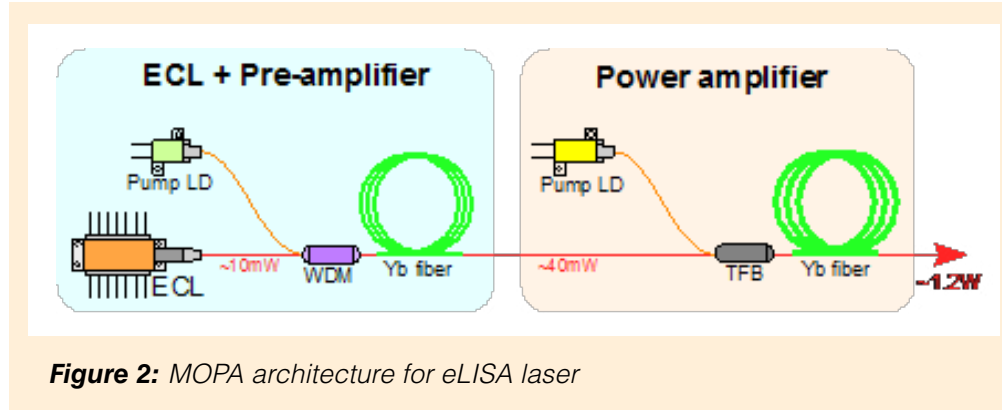 ECL + Pre-amplifier
Power amplifier
Pump LD
Pump LD
~10mW
WDM
Yb fiber
~40mW
TFB
Yb fiber
~1.2W
ECL
Figure 2: MOPA architecture for eLISA laser